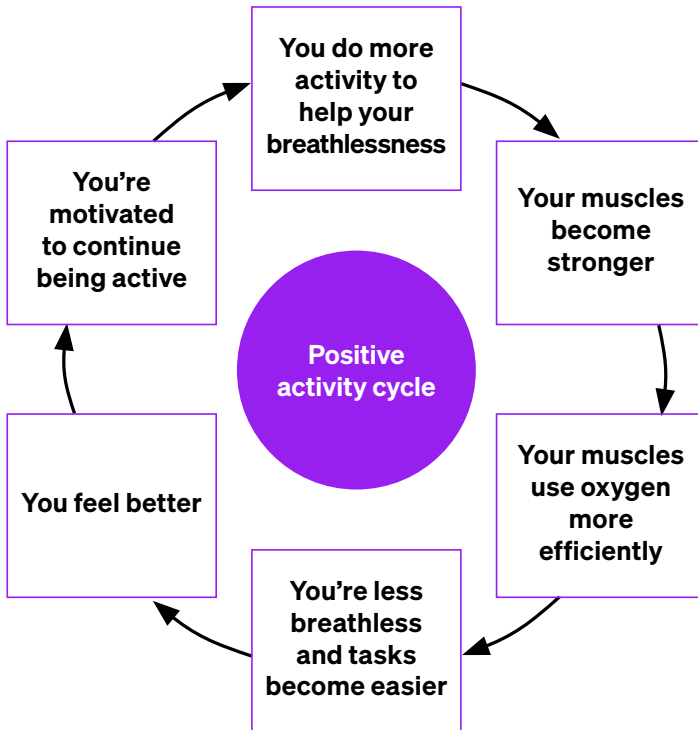 You do more
activity to
help your
breathlessness
Your muscles
become
stronger
Your muscles
use oxygen
more
efficiently
You’re less
breathless
and tasks
become easier
You feel better
You’re
motivated
to continue
being active
Positive
activity cycle